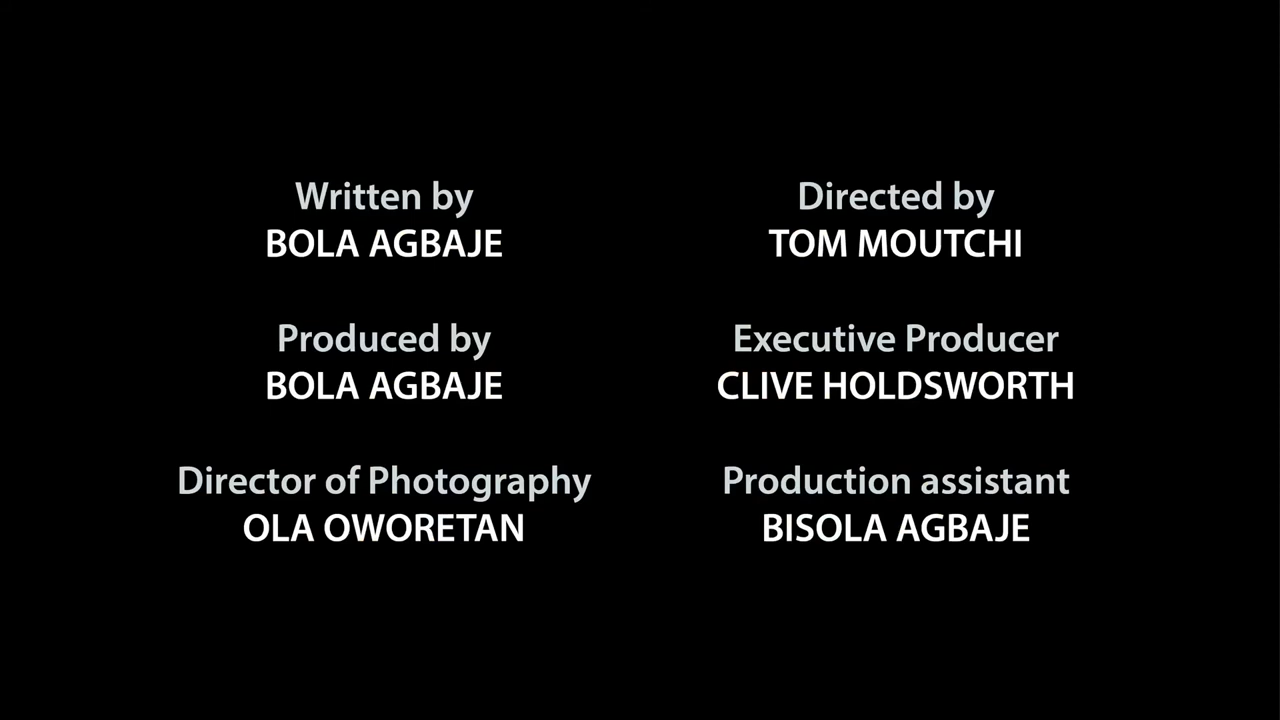 Written by
BOLA AGBAJE
Directed by
TOM MOUTCHI
Produced by
BOLA AGBAJE
Executive Producer
CLIVE HOLDSWORTH
Director of Photography
OLA OWORETAN
Production assistant
BISOLA AGBAJE